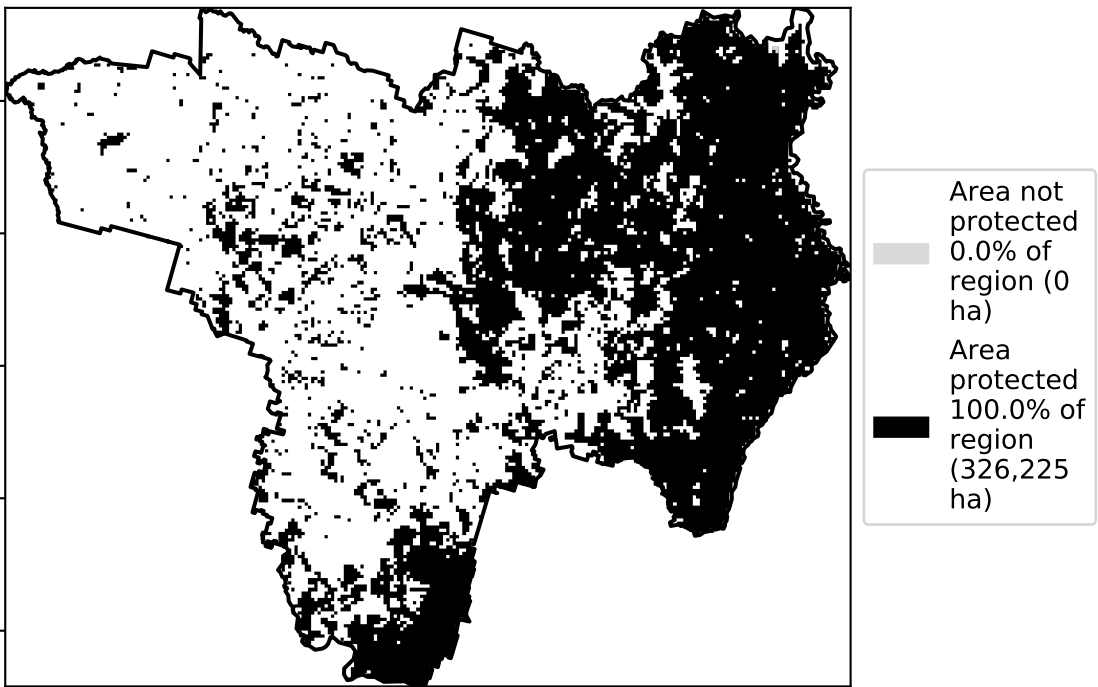 Area not
protected
0.0% of
region (0
ha)
Area
protected
100.0% of
region
(326,225
ha)